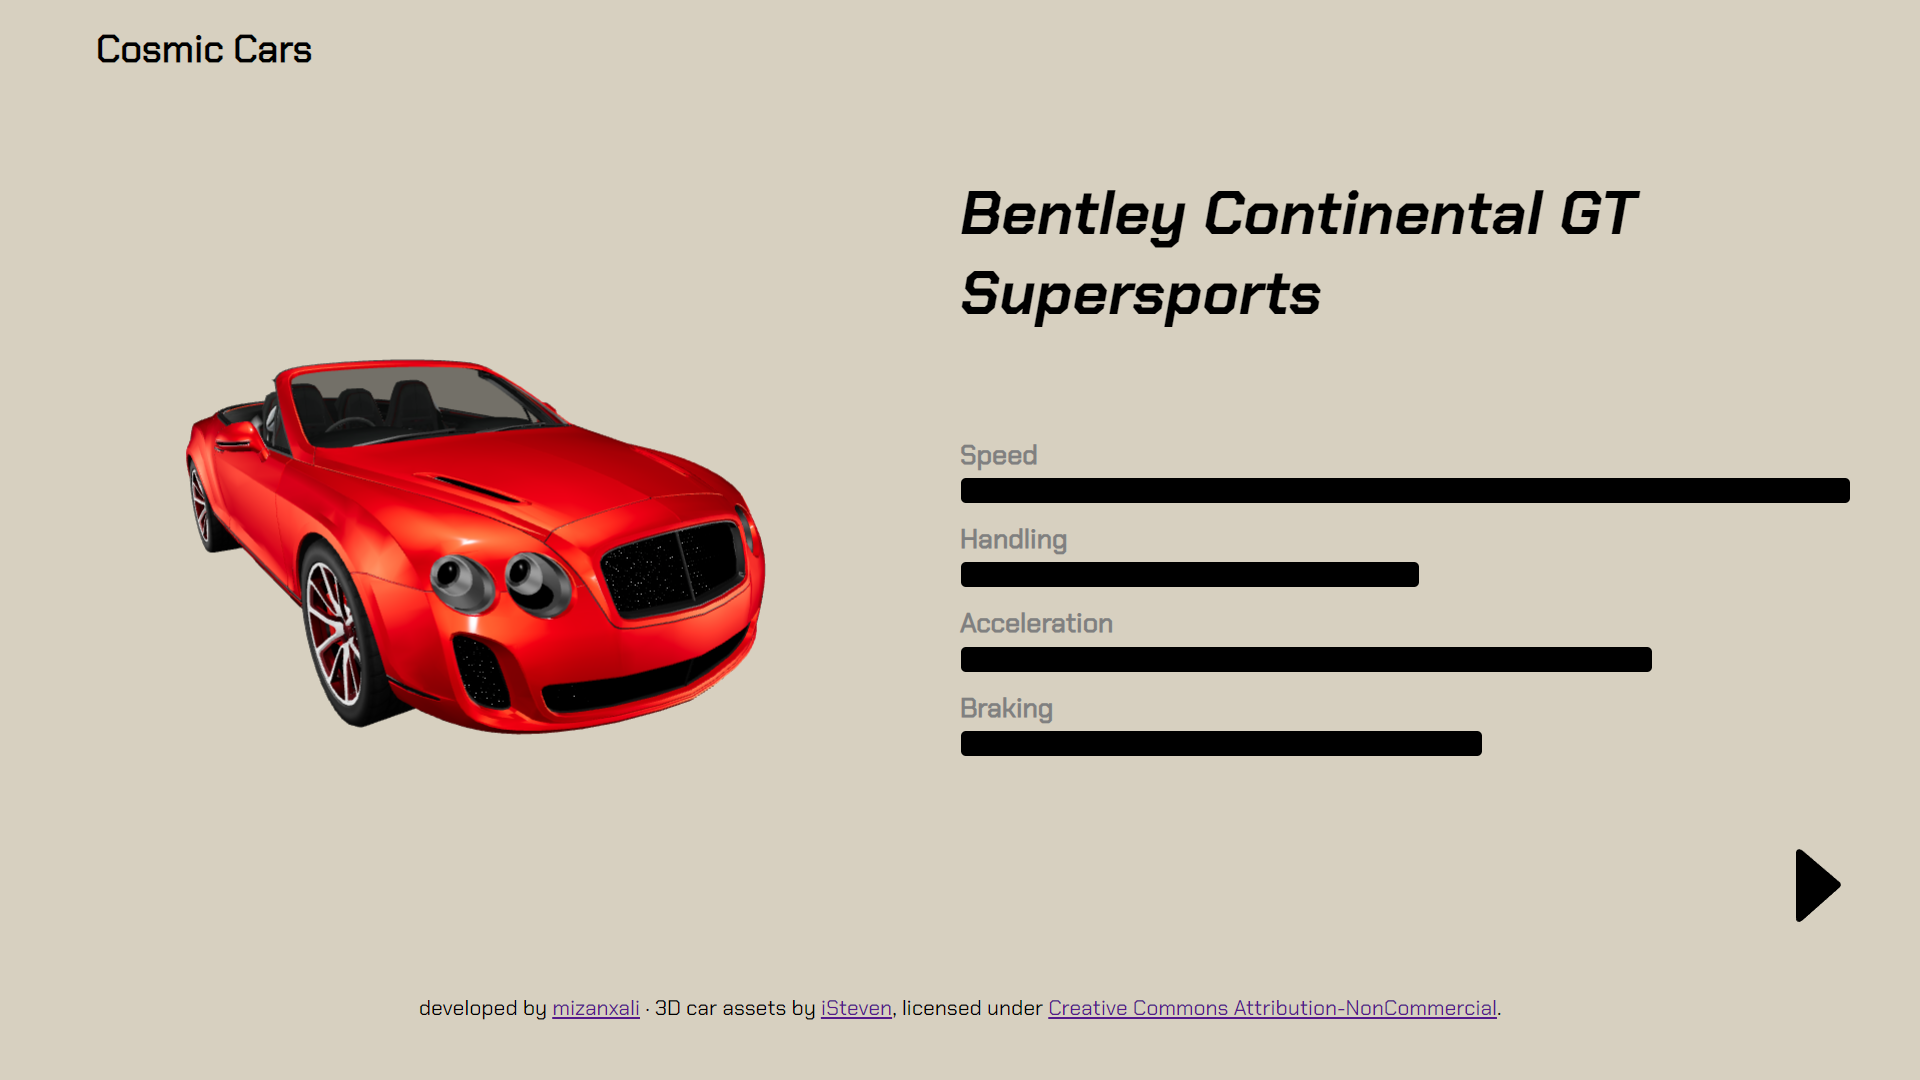 Cosmic Cars
Bentley Continental GT
Supersports
Speed
Handling
Acceleration
Braking
developed by mizanxali · 3D car assets by iSteven, licensed under Creative Commons Attribution-NonCommercial.